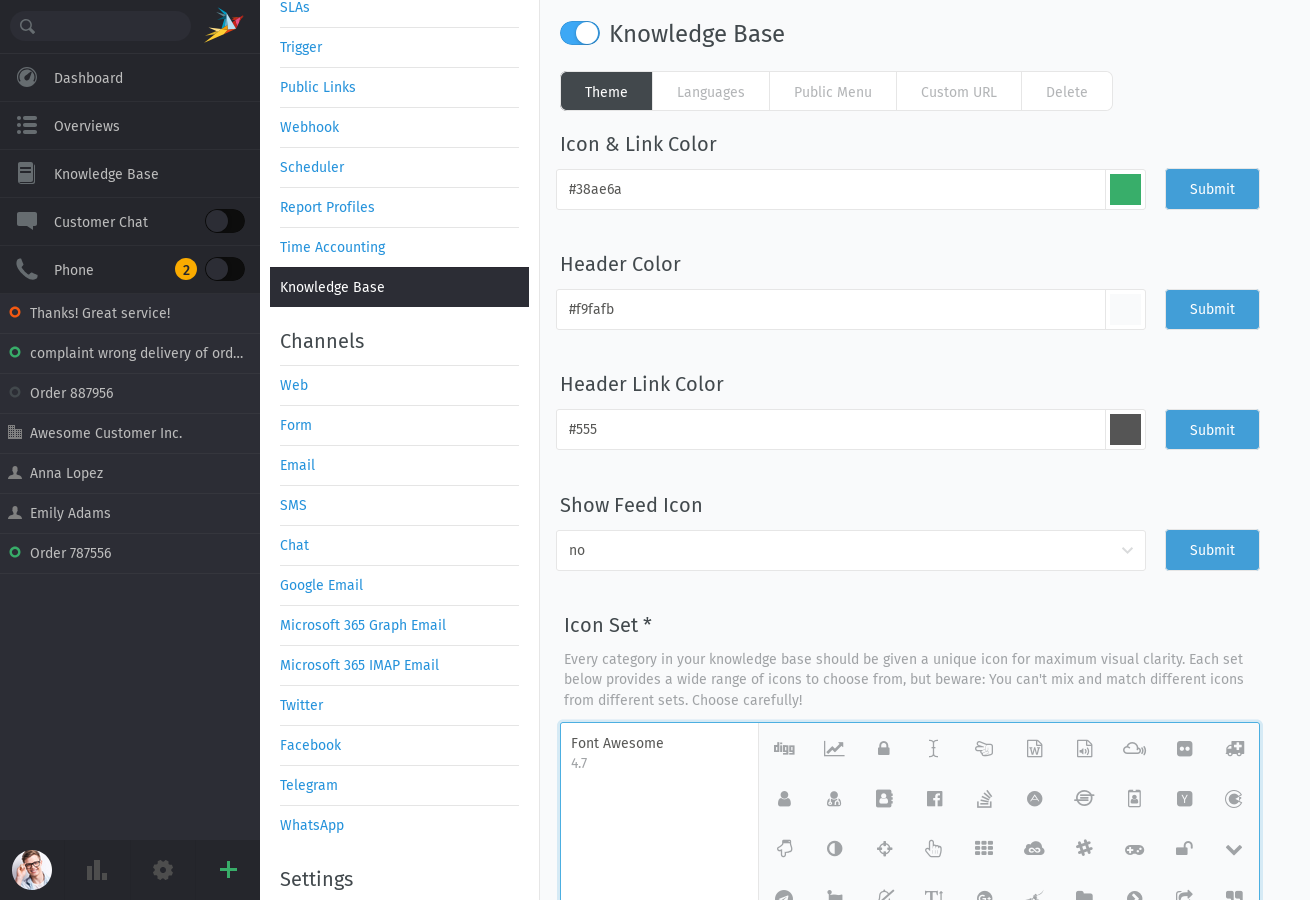 Dashboard
Overviews
Knowledge Base
Customer Chat
Phone
2
Thanks! Great service!
complaint wrong delivery of ord...
Order 887956
Awesome Customer Inc.
Anna Lopez
Emily Adams
Order 787556
SLAs
Trigger
Public Links
Webhook
Scheduler
Report Profiles
Time Accounting
Knowledge Base
Channels
Web
Form
Email
SMS
Chat
Google Email
Microsoft 365 Graph Email
Microsoft 365 IMAP Email
Twitter
Facebook
Telegram
WhatsApp
Settings
Knowledge Base
Theme
Languages
Public Menu
Custom URL
Delete
Icon & Link Color
#38ae6a
Submit
Header Color
#f9fafb
Submit
Header Link Color
#555
Submit
Show Feed Icon
no
Submit
Icon Set *
Every category in your knowledge base should be given a unique icon for maximum visual clarity. Each set
below provides a wide range of icons to choose from, but beware: You can't mix and match different icons
from different sets. Choose carefully!
Font Awesome
4.7
digg